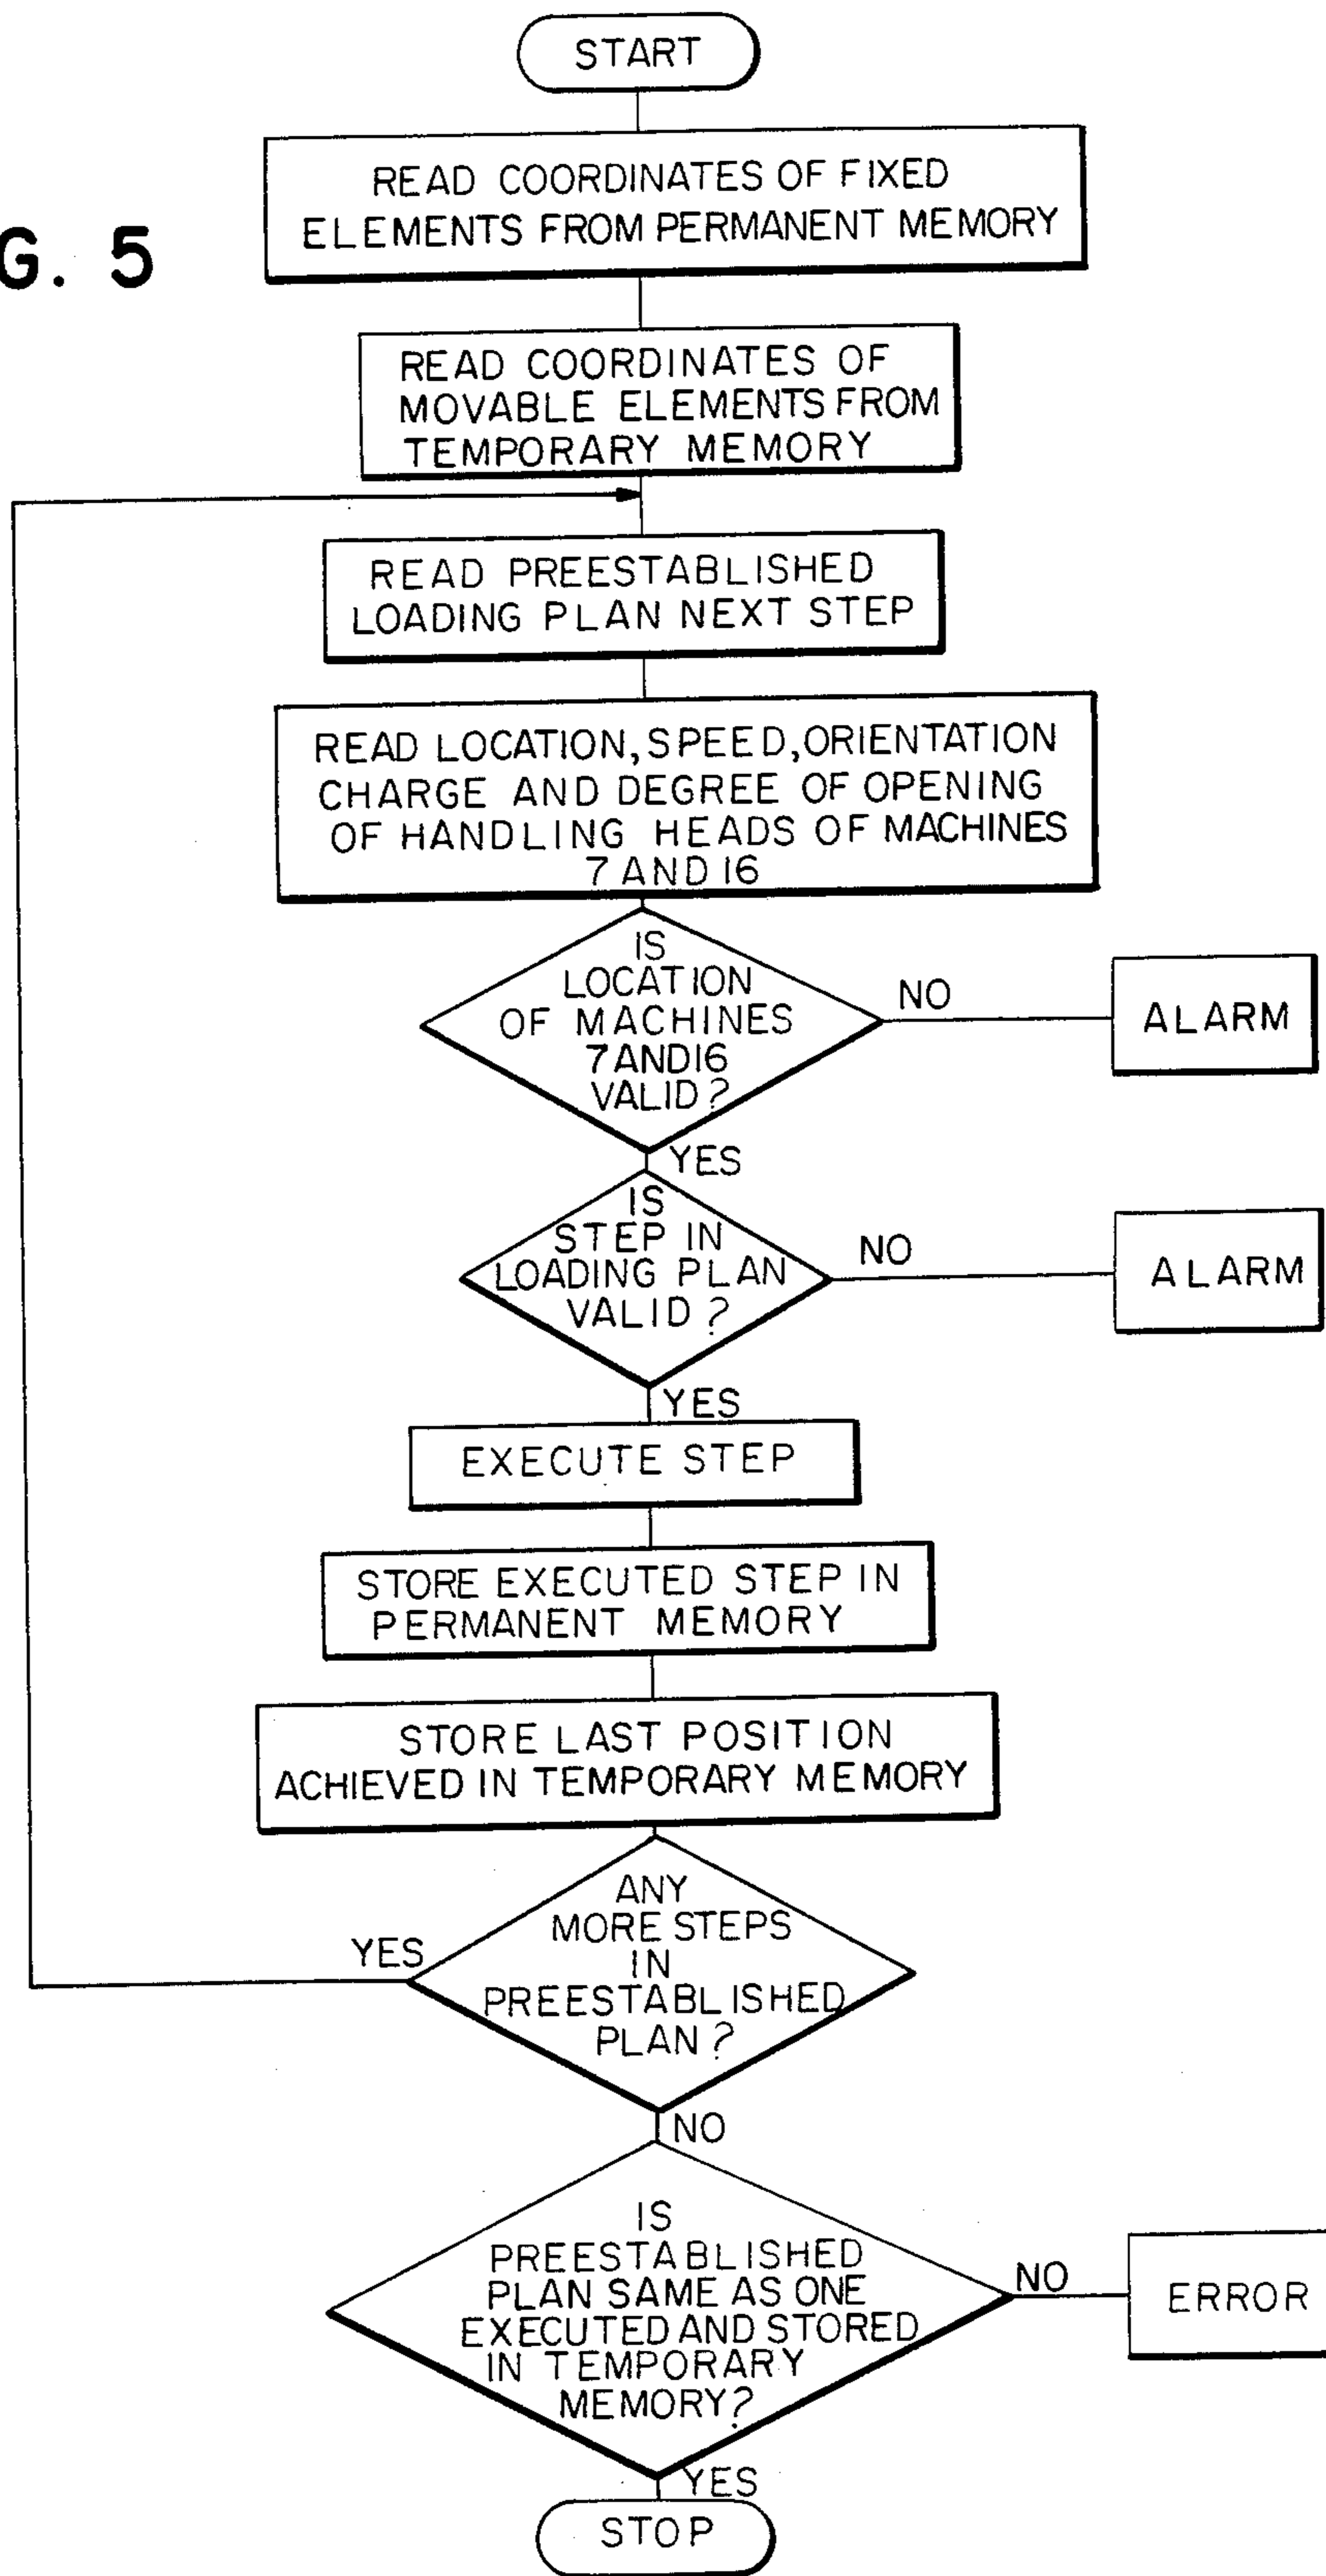 START
READ COORDINATES OF FIXED
ELEMENTS FROM PERMANENT MEMORY
G. 5
READ COORDINATES OF
MOVABLE ELEMENTS FROM
TEMPORARY MEMORY
READ PREESTABLISHED
LOADING PLAN NEXT STEP
READ LOCATION, SPEED, ORIENTATION
CHARGE AND DEGREE OF OPENING
OF HANDLING HEADS OF MACHINES
7 AND 16
IS
LOCATION
OF MACHINES
7 AND 16
VALID?
NO
ALARM
YES
IS
STEP IN
LOADING PLAN
VALID?
NO
ALARM
YES
EXECUTE STEP
STORE EXECUTED STEP IN
PERMANENT MEMORY
STORE LAST POSITION
ACHIEVED IN TEMPORARY MEMORY
ANY
MORE STEPS
IN
PREESTABLISHED
PLAN?
YES
NO
IS
PREESTABLISHED
PLAN SAME AS ONE
EXECUTED AND STORED
IN TEMPORARY
MEMORY?
NO
ERROR
YES
STOP